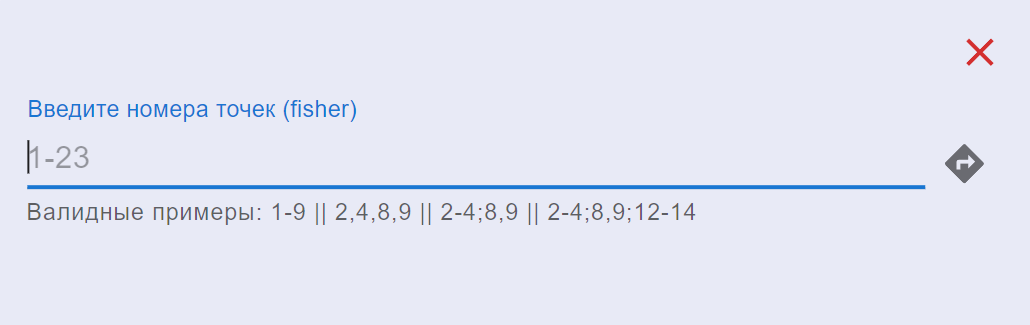 Введите номера точек (fisher)
1-23
Валидные примеры: 1-9 || 2,4,8,9 || 2-4;8,9 || 2-4;8,9;12-14